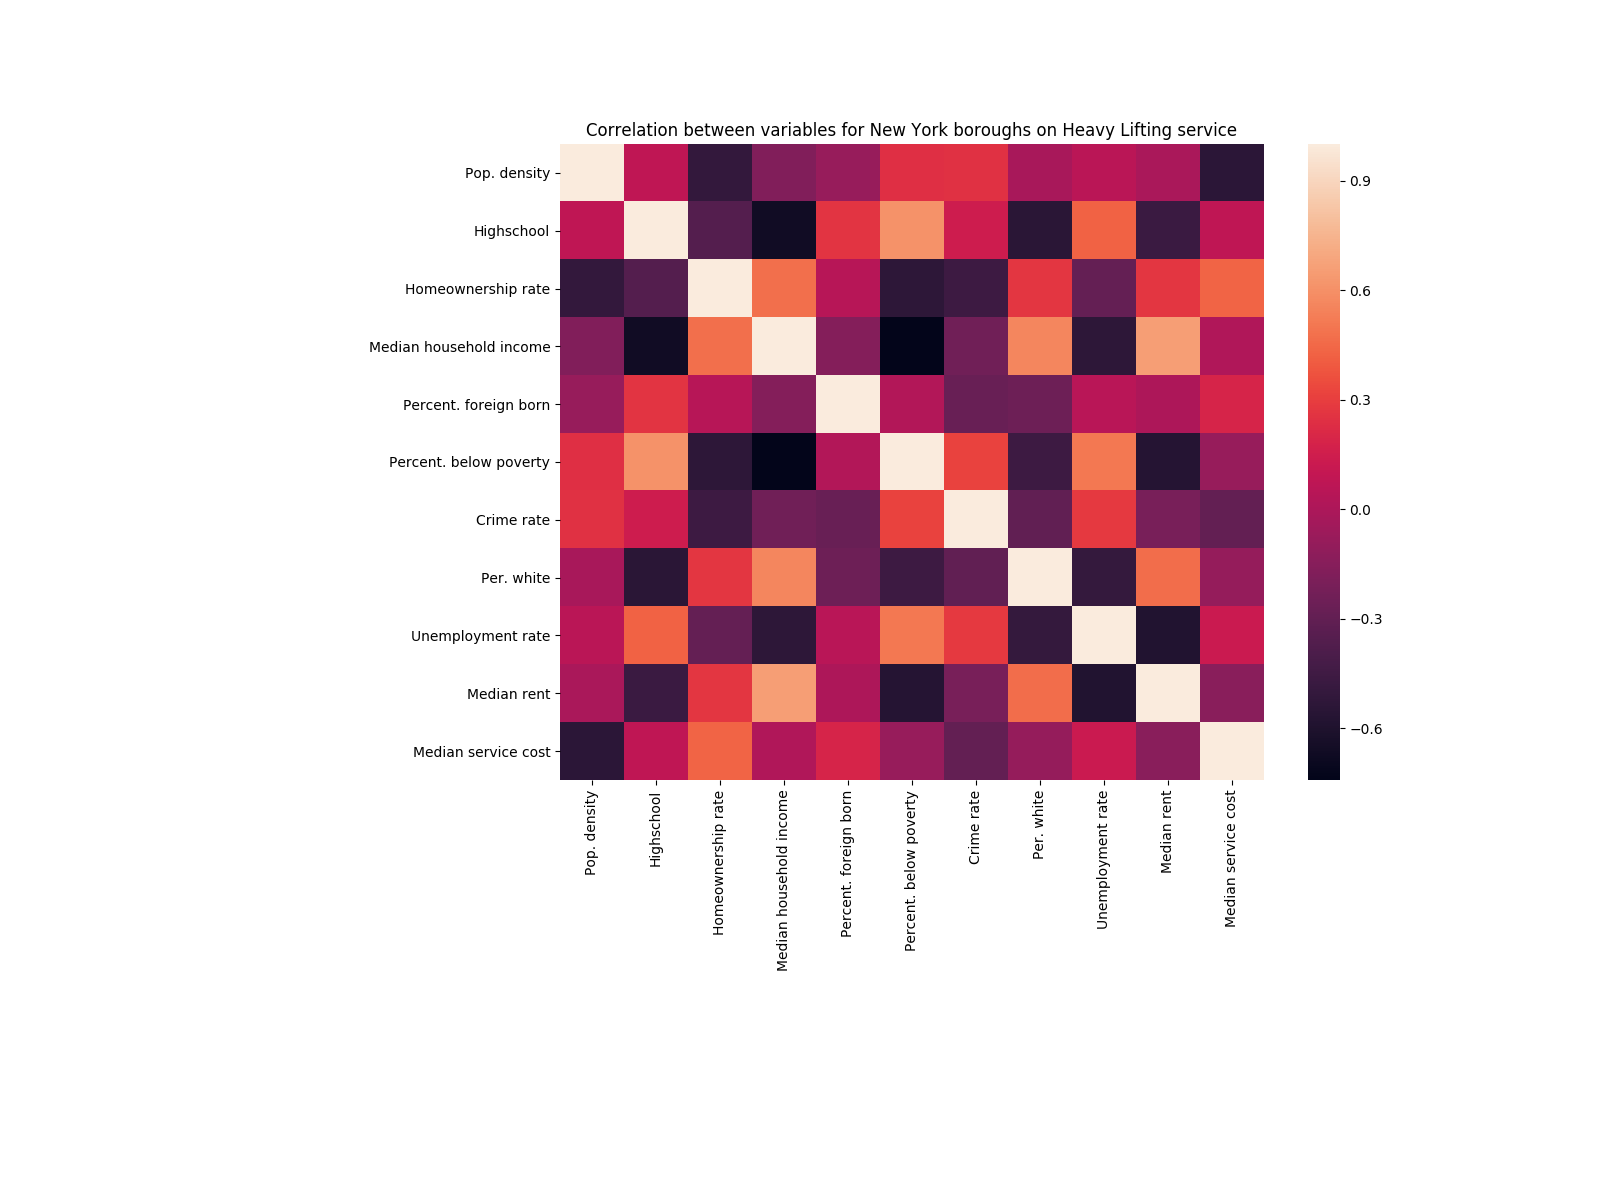 Correlation between variables for New York boroughs on Heavy Lifting service
Pop. density
Highschool
Homeownership rate
Median household income
Percent. foreign born
Percent. below poverty
Crime rate
Per. white
Unemployment rate
Median rent
Median service cost
Pop. density
Highschool
Homeownership rate
Median household income
Percent. foreign born
Percent. below poverty
Crime rate
Per. white
Unemployment rate
Median rent
Median service cost
0.9
0.6
0.3
0.0
−0.3
−0.6